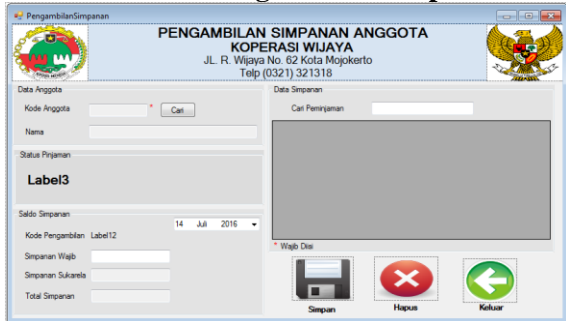 PengambilanSimpanan
PENGAMBILAN SIMPANAN ANGGOTA
KOPERASI WIJAYA
JL. R. Wijaya No. 62 Kota Mojokerto
Telp (0321) 321318
Data Anggota
Kode Anggota * Cari
Nama
Status Pinjaman
Label3
Saldo Simpanan
14 Juli 2016
Kode Pengambilan Label12
Simpanan Wajib
Simpanan Sukarela
Total Simpanan
Data Simpanan
Cari Peminjaman
* Wajib Diisi
Simpan
Hapus
Keluar